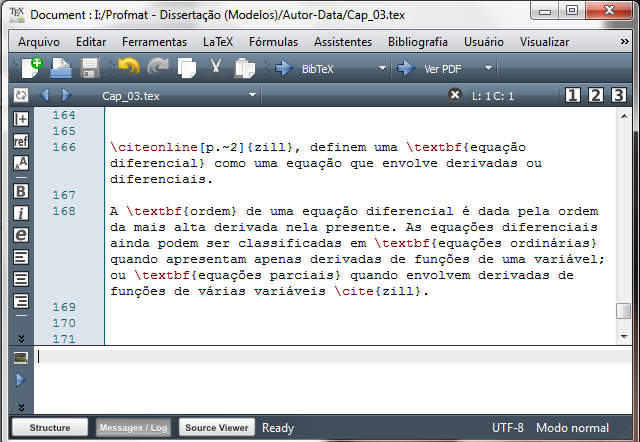 TEX
Document : I:/Profmat - Dissertação (Modelos)/Autor-Data/Cap_03.tex
Arquivo Editar Ferramentas LaTeX Fórmulas Assistentes Bibliografia Usuário Visualizar »
BibTeX Ver PDF
Cap_03.tex L: 1 C: 1 1 2 3
164
165
166 \citeonline[p.~2]{zill}, definem uma \textbf{equação
diferencial} como uma equação que envolve derivadas ou
diferenciais.
167
168 A \textbf{ordem} de uma equação diferencial é dada pela ordem
da mais alta derivada nela presente. As equações diferenciais
ainda podem ser classificadas em \textbf{equações ordinárias}
quando apresentam apenas derivadas de funções de uma variável;
ou \textbf{equações parciais} quando envolvem derivadas de
funções de várias variáveis \cite{zill}.
169
170
171
ref
A A
B
i
e
Structure Messages / Log Source Viewer Ready UTF-8 Modo normal